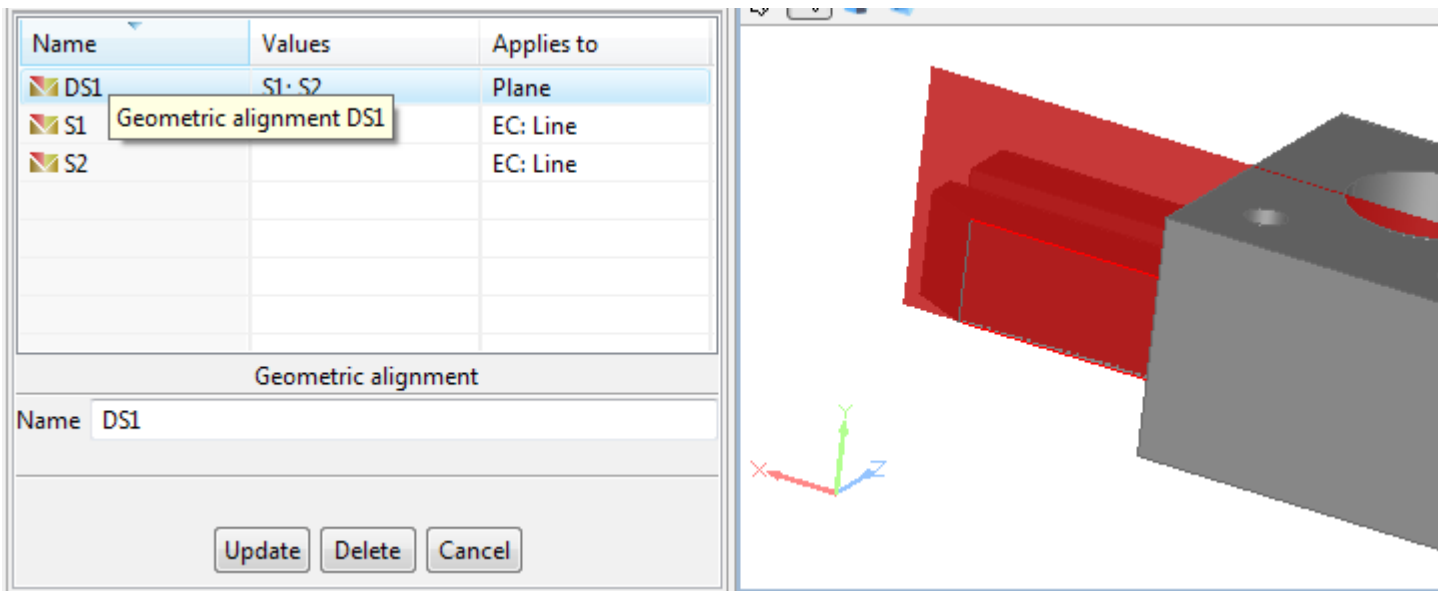 Name Values Applies to
DS1 S1; S2 Plane
Geometric alignment DS1
S1 EC: Line
S2 EC: Line
Geometric alignment
Name DS1
Update Delete Cancel
Y
X Z